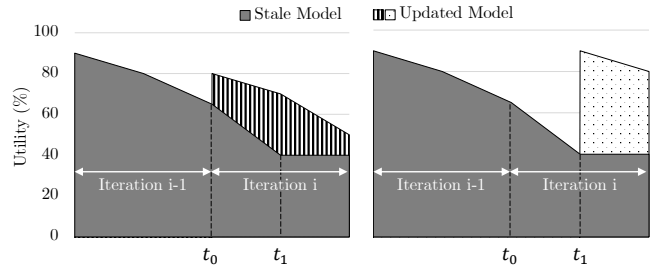 Stale Model Updated Model
100
80
60
40
20
0
Utility (%)
Iteration i-1 Iteration i
Iteration i-1 Iteration i
t₀ t₁
t₀ t₁